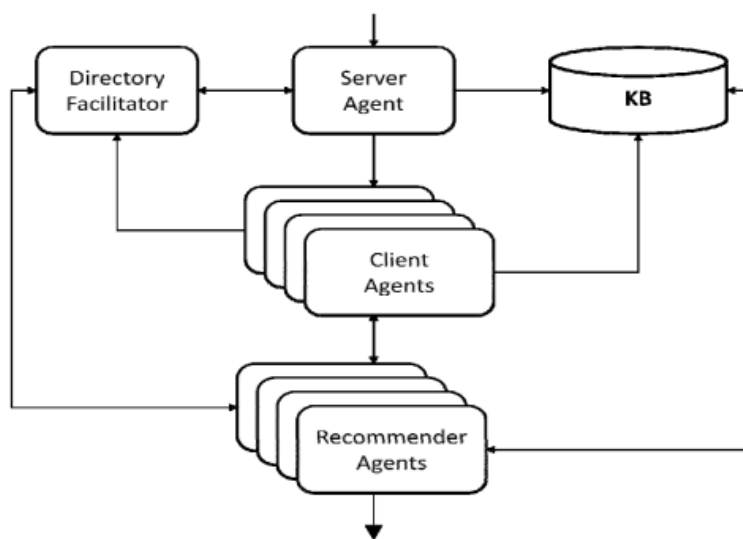 Directory
Facilitator
Server
Agent
KB
Client
Agents
Recommender
Agents